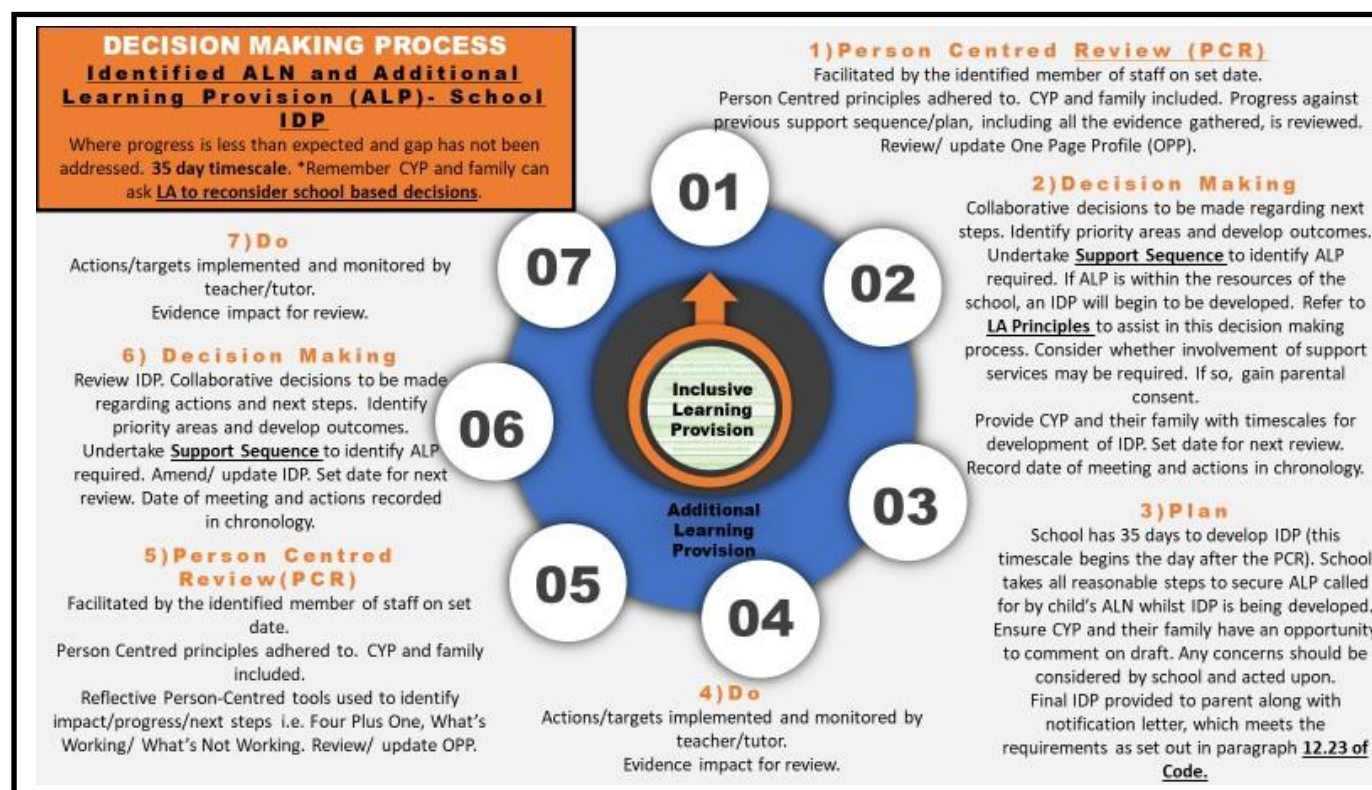 DECISION MAKING PROCESS
Identified ALN and Additional
Learning Provision (ALP)- School
IDP
Where progress is less than expected and gap has not been
addressed. 35 day timescale. *Remember CYP and family can
ask LA to reconsider school based decisions.
1)Person Centred Review (PCR)
Facilitated by the identified member of staff on set date.
Person Centred principles adhered to. CYP and family included. Progress against
previous support sequence/plan, including all the evidence gathered, is reviewed.
Review/ update One Page Profile (OPP).
2)Decision Making
Collaborative decisions to be made regarding next
steps. Identify priority areas and develop outcomes.
Undertake Support Sequence to identify ALP
required. If ALP is within the resources of the
school, an IDP will begin to be developed. Refer to
LA Principles to assist in this decision making
process. Consider whether involvement of support
services may be required. If so, gain parental
consent.
Provide CYP and their family with timescales for
development of IDP. Set date for next review.
Record date of meeting and actions in chronology.
3)Plan
School has 35 days to develop IDP (this
timescale begins the day after the PCR). School
takes all reasonable steps to secure ALP called
for by child's ALN whilst IDP is being developed.
Ensure CYP and their family have an opportunity
to comment on draft. Any concerns should be
considered by school and acted upon.
Final IDP provided to parent along with
notification letter, which meets the
requirements as set out in paragraph 12.23 of
Code.
4)Do
Actions/targets implemented and monitored by
teacher/tutor.
Evidence impact for review.
5)Person Centred
Review(PCR)
Facilitated by the identified member of staff on set
date.
Person Centred principles adhered to. CYP and family
included.
Reflective Person-Centred tools used to identify
impact/progress/next steps i.e. Four Plus One, What's
Working/ What's Not Working. Review/ update OPP.
6) Decision Making
Review IDP. Collaborative decisions to be made
regarding actions and next steps. Identify
priority areas and develop outcomes.
Undertake Support Sequence to identify ALP
required. Amend/ update IDP. Set date for next
review. Date of meeting and actions recorded
in chronology.
7)Do
Actions/targets implemented and monitored by
teacher/tutor.
Evidence impact for review.
01
02
03
04
05
06
07
Inclusive
Learning
Provision
Additional
Learning
Provision